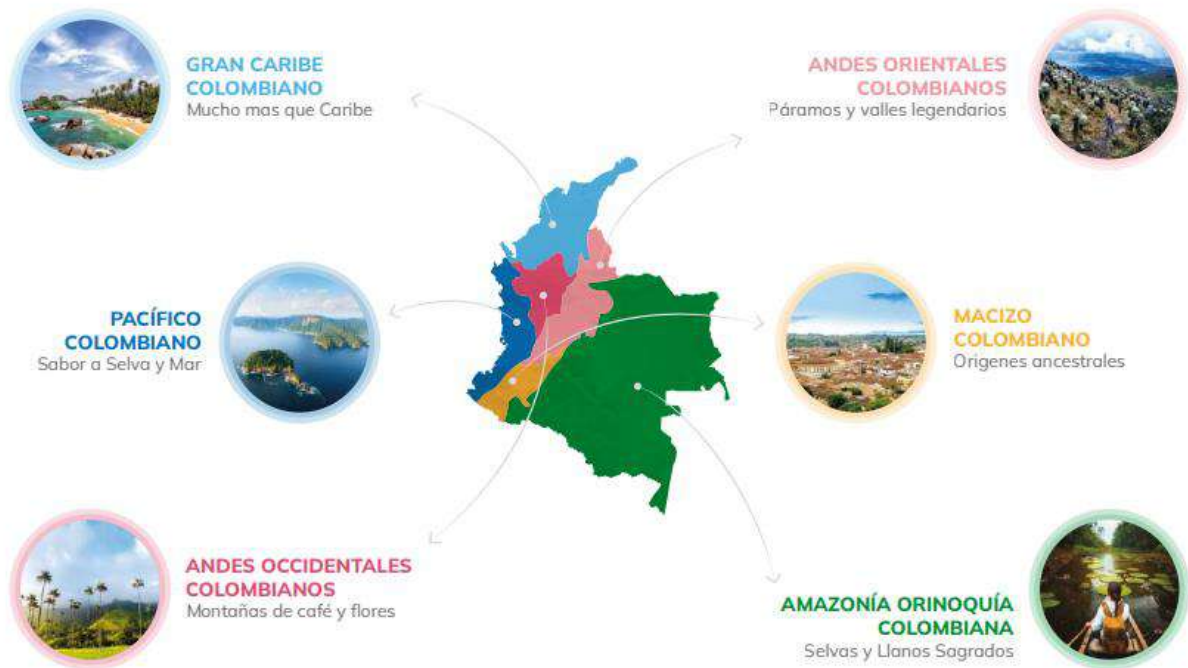 GRAN CARIBE
COLOMBIANO
Mucho mas que Caribe
ANDES ORIENTALES
COLOMBIANOS
Páramos y valles legendarios
PACÍFICO
COLOMBIANO
Sabor a Selva y Mar
MACIZO
COLOMBIANO
Origenes ancestrales
ANDES OCCIDENTALES
COLOMBIANOS
Montañas de café y flores
AMAZONÍA ORINOQUÍA
COLOMBIANA
Selvas y Llanos Sagrados